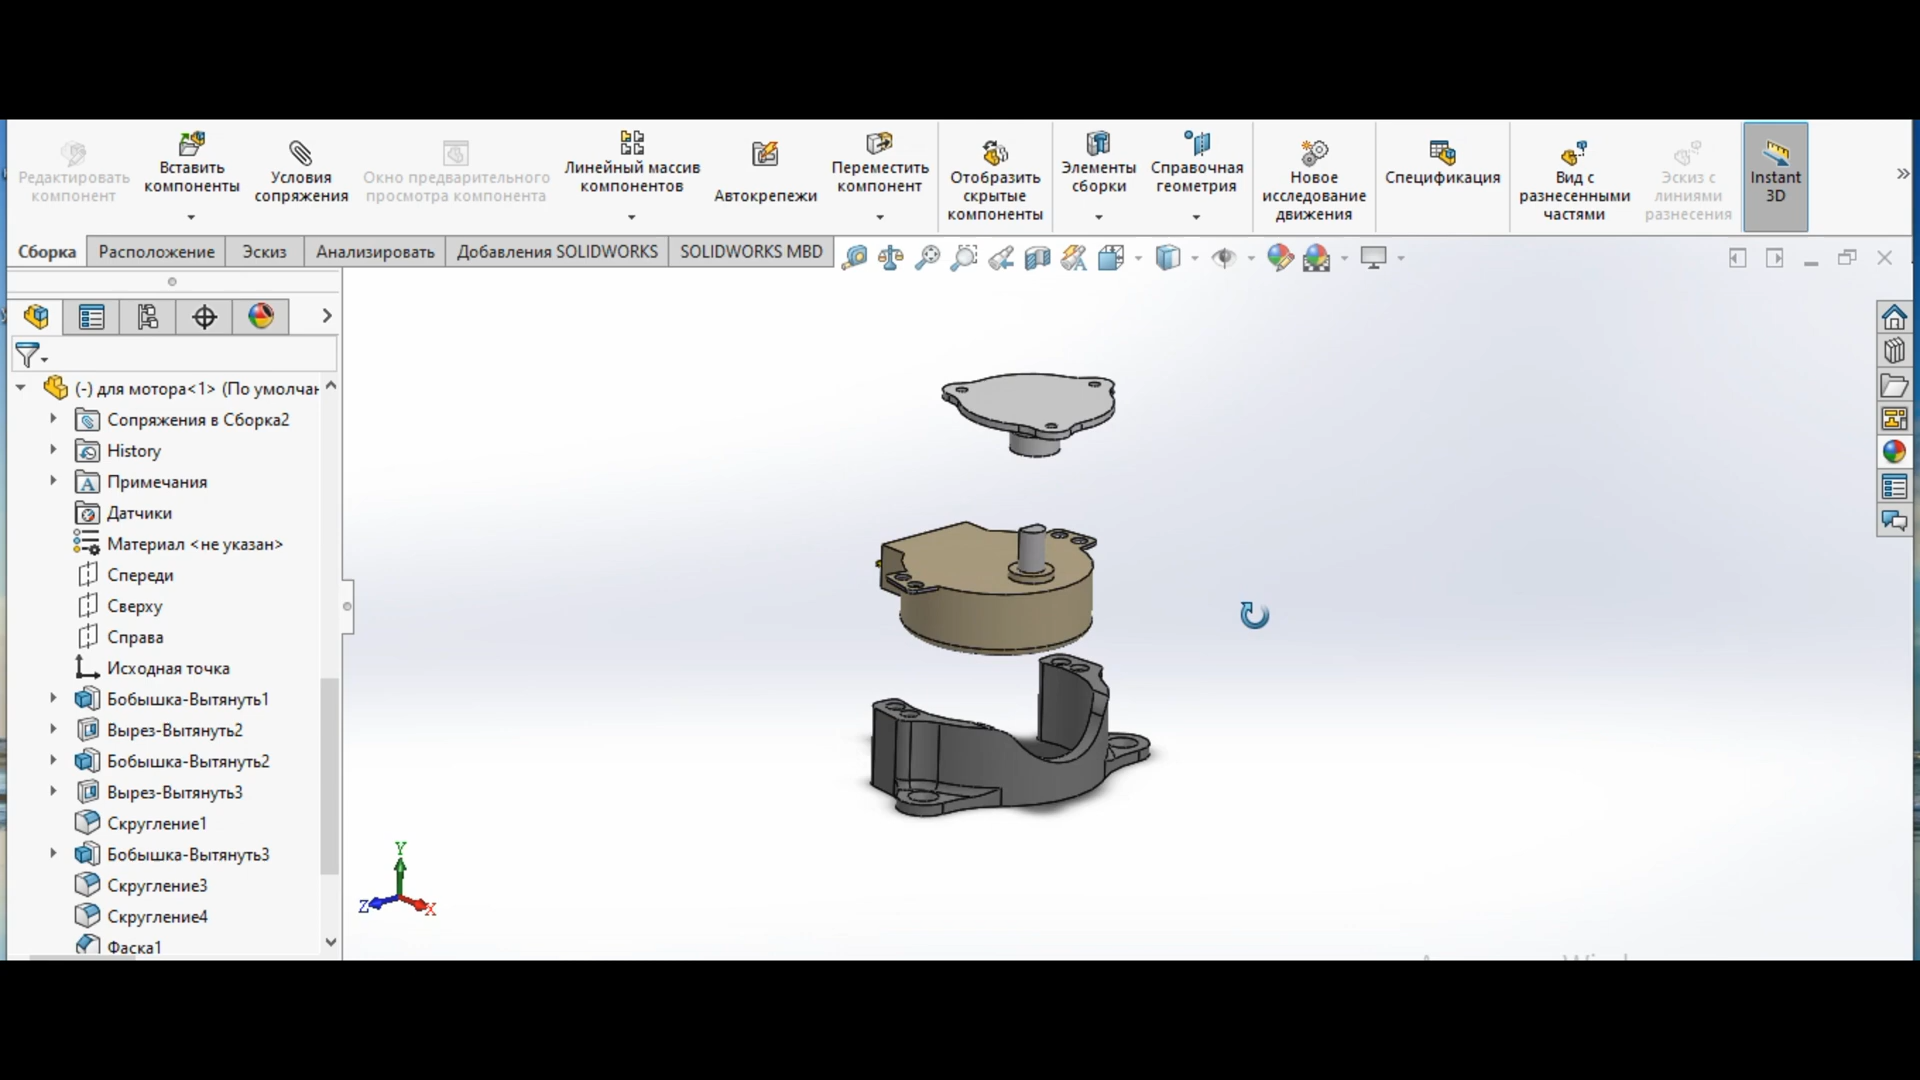 Редактировать
компонент
Вставить
компоненты
Условия
сопряжения
Окно предварительного
просмотра компонента
Линейный массив
компонентов
Автокрепежи
Переместить
компонент
Отобразить
скрытые
компоненты
Элементы
сборки
Справочная
геометрия
Новое
исследование
движения
Спецификация
Вид с
разнесенными
частями
Эскиз с
линиями
разнесения
Instant
3D
Сборка
Расположение
Эскиз
Анализировать
Добавления SOLIDWORKS
SOLIDWORKS MBD
(-) для мотора<1> (По умолчан
Сопряжения в Сборка2
History
Примечания
Датчики
Материал <не указан>
Спереди
Сверху
Справа
Исходная точка
Бобышка-Вытянуть1
Вырез-Вытянуть2
Бобышка-Вытянуть2
Вырез-Вытянуть3
Скругление1
Бобышка-Вытянуть3
Скругление3
Скругление4
Фаска1
Y
Z
X